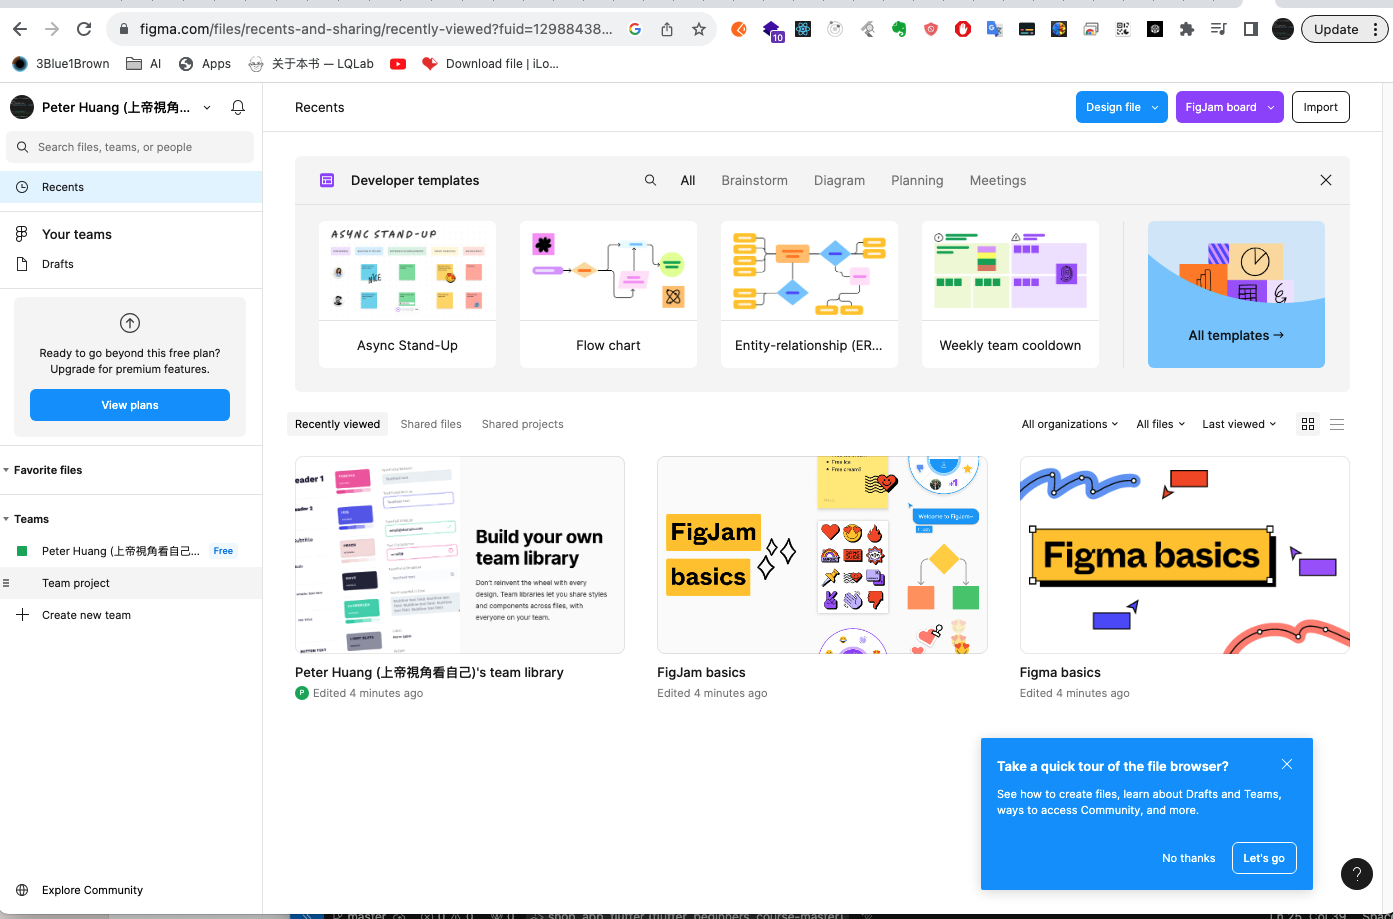 figma.com/files/recents-and-sharing/recently-viewed?fuid=12988438...
10
Update
3Blue1Brown
AI
Apps
关于本书 — LQLab
Download file | iLo...
Peter Huang (上帝視角...
Search files, teams, or people
Recents
Your teams
Drafts
Ready to go beyond this free plan?
Upgrade for premium features.
View plans
Favorite files
Teams
Peter Huang (上帝視角看自己...
Free
Team project
Create new team
Explore Community
Recents
Design file
FigJam board
Import
Developer templates
All
Brainstorm
Diagram
Planning
Meetings
ASYNC STAND-UP
Async Stand-Up
Flow chart
Entity-relationship (ER...
Weekly team cooldown
All templates →
Recently viewed
Shared files
Shared projects
All organizations
All files
Last viewed
eader 1
Build your own
team library
Don't reinvent the wheel with every
design. Team libraries let you share styles
and components across files, with
everyone on your team.
Peter Huang (上帝視角看自己)'s team library
P
Edited 4 minutes ago
• Free ice
• Free cream?
Welcome to FigJam~
FigJam
basics
FigJam basics
Edited 4 minutes ago
Figma basics
Figma basics
Edited 4 minutes ago
Take a quick tour of the file browser?
See how to create files, learn about Drafts and Teams,
ways to access Community, and more.
No thanks
Let's go
?